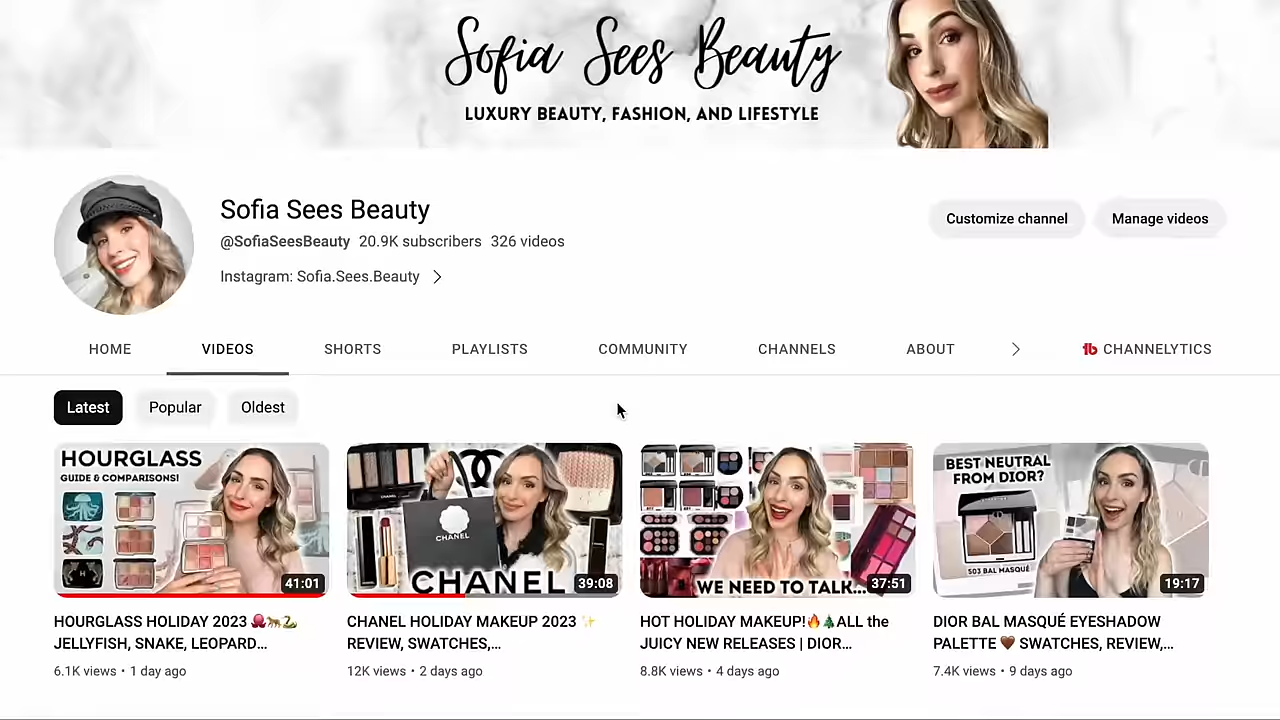 Sofia Sees Beauty
LUXURY BEAUTY, FASHION, AND LIFESTYLE
Sofia Sees Beauty
@SofiaSeesBeauty 20.9K subscribers 326 videos
Instagram: Sofia.Sees.Beauty
Customize channel
Manage videos
HOME VIDEOS SHORTS PLAYLISTS COMMUNITY CHANNELS ABOUT CHANNELYTICS
Latest Popular Oldest
HOURGLASS
GUIDE & COMPARISONS!
41:01
HOURGLASS HOLIDAY 2023 🐙🐆🐍
JELLYFISH, SNAKE, LEOPARD...
6.1K views • 1 day ago
CHANEL
CHANEL
39:08
CHANEL HOLIDAY MAKEUP 2023 ✨
REVIEW, SWATCHES,...
12K views • 2 days ago
WE NEED TO TALK...
37:51
HOT HOLIDAY MAKEUP!🔥🎄ALL the
JUICY NEW RELEASES | DIOR...
8.8K views • 4 days ago
BEST NEUTRAL
FROM DIOR?
503 BAL MASQUÉ
19:17
DIOR BAL MASQUÉ EYESHADOW
PALETTE 🤎 SWATCHES, REVIEW,...
7.4K views • 9 days ago